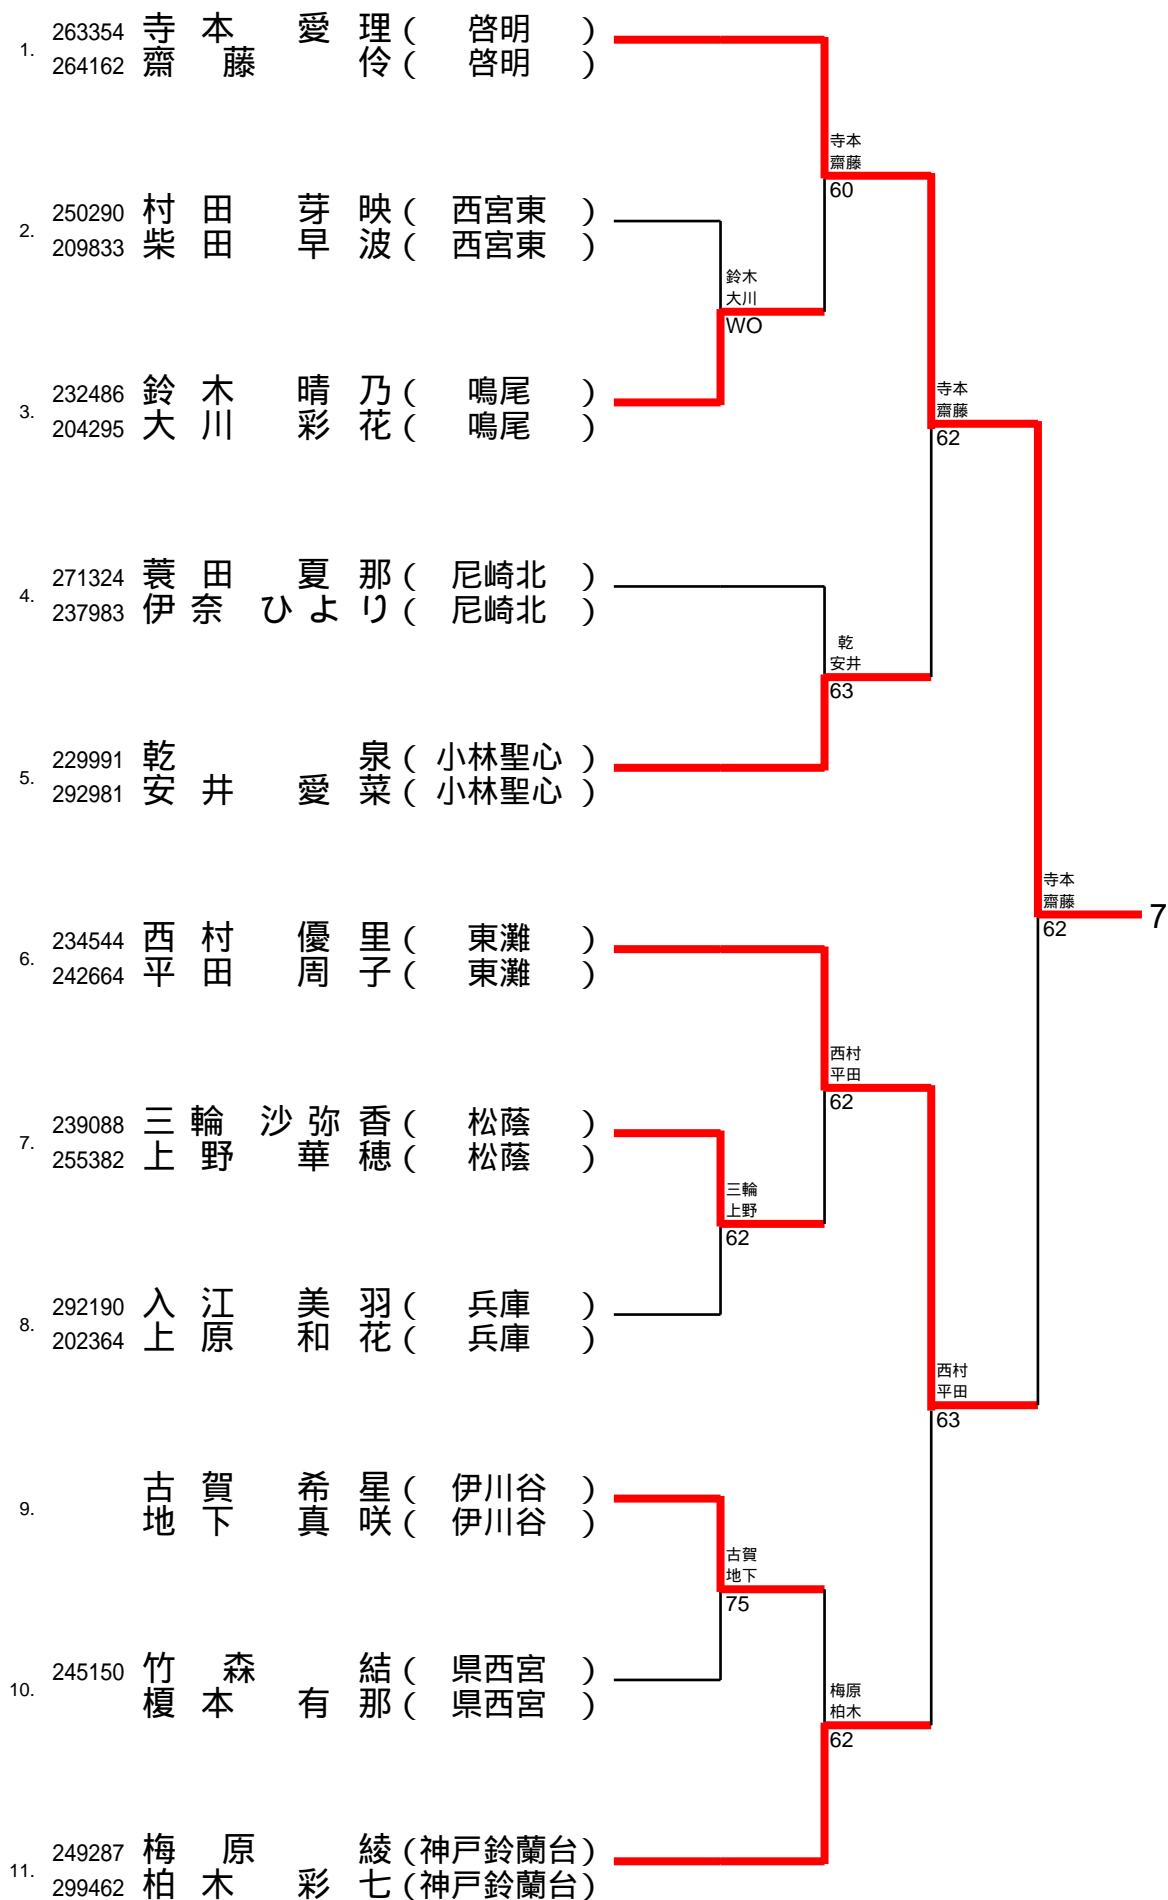 1. 263354 寺本 愛理 ( 啓明 )
264162 齋藤 伶 ( 啓明 )
寺本
齋藤
60
2. 250290 村田 芽映 ( 西宮東 )
209833 柴田 早波 ( 西宮東 )
鈴木
大川
WO
3. 232486 鈴木 晴乃 ( 鳴尾 )
204295 大川 彩花 ( 鳴尾 )
寺本
齋藤
62
4. 271324 蓑田 夏那 ( 尼崎北 )
237983 伊奈 ひより ( 尼崎北 )
乾
安井
63
5. 229991 乾 泉 ( 小林聖心 )
292981 安井 愛菜 ( 小林聖心 )
寺本
齋藤
62
7
6. 234544 西村 優里 ( 東灘 )
242664 平田 周子 ( 東灘 )
西村
平田
62
7. 239088 三輪 沙弥香 ( 松蔭 )
255382 上野 華穂 ( 松蔭 )
三輪
上野
62
8. 292190 入江 美羽 ( 兵庫 )
202364 上原 和花 ( 兵庫 )
西村
平田
63
9. 古賀 希星 ( 伊川谷 )
地下 真咲 ( 伊川谷 )
古賀
地下
75
10. 245150 竹森 結 ( 県西宮 )
榎本 有那 ( 県西宮 )
梅原
柏木
62
11. 249287 梅原 綾 (神戸鈴蘭台)
299462 柏木 彩七 (神戸鈴蘭台)